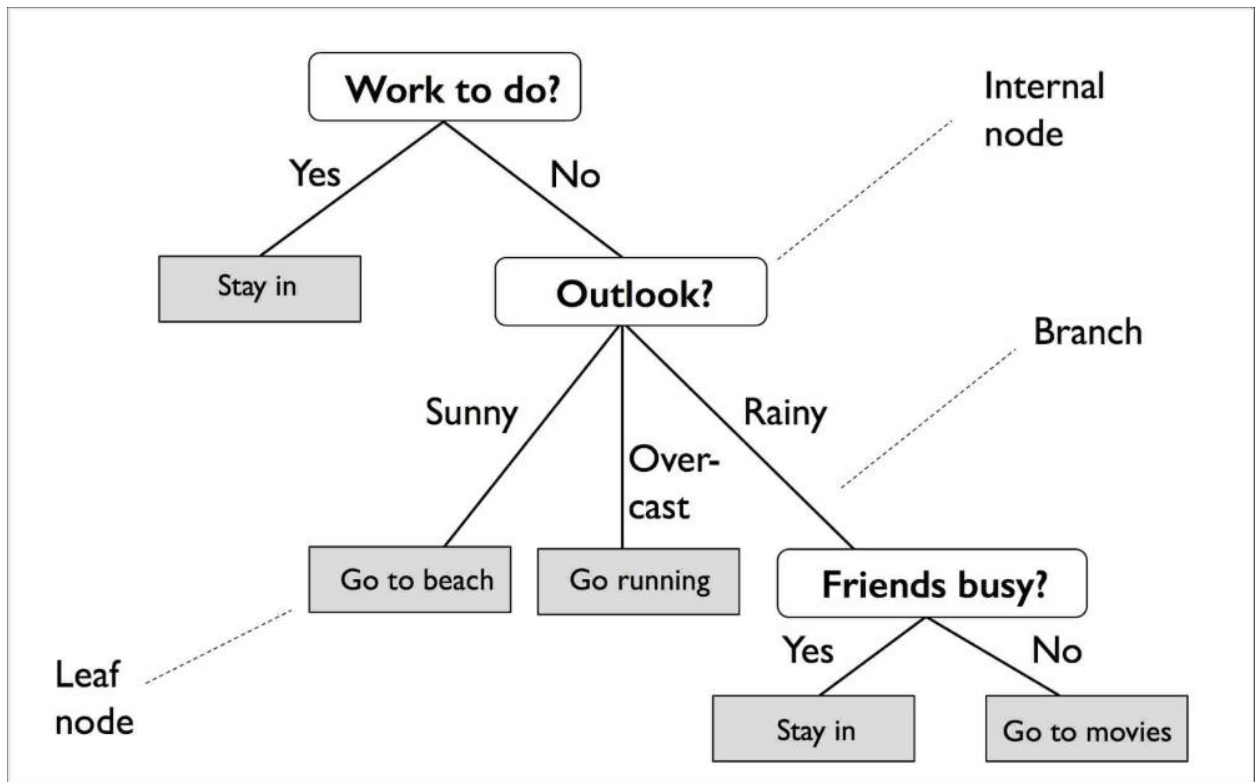 Work to do?
Internal
node
Yes
No
Stay in
Outlook?
Branch
Sunny
Rainy
Over-
cast
Go to beach
Go running
Friends busy?
Yes
No
Leaf
node
Stay in
Go to movies